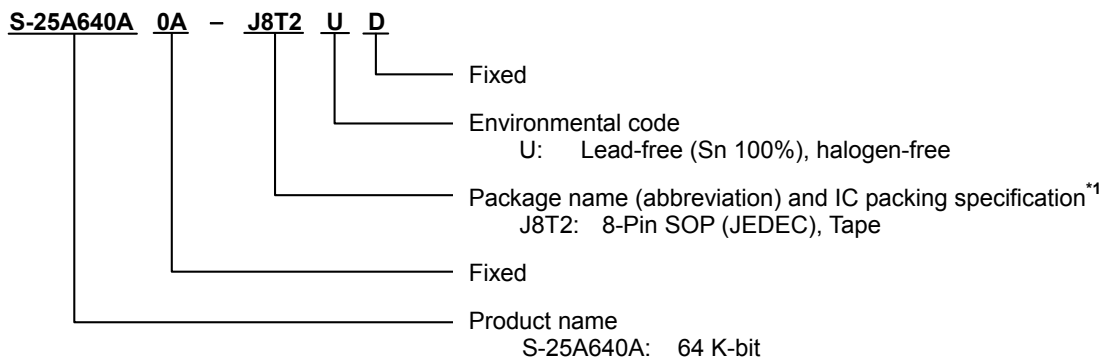 S-25A640A 0A – J8T2 U D
Fixed
Environmental code
U: Lead-free (Sn 100%), halogen-free
Package name (abbreviation) and IC packing specification*1
J8T2: 8-Pin SOP (JEDEC), Tape
Fixed
Product name
S-25A640A: 64 K-bit